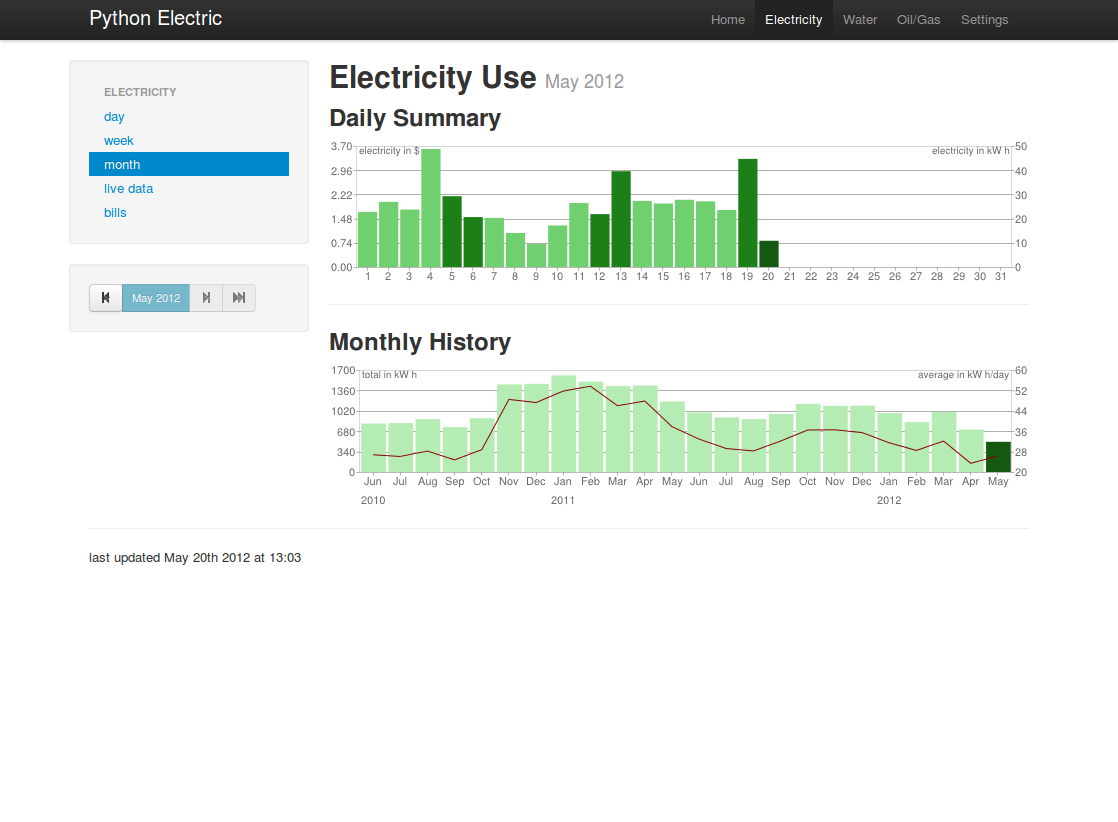 Python Electric
Home Electricity Water Oil/Gas Settings
ELECTRICITY
day
week
month
live data
bills
May 2012
Electricity Use May 2012
Daily Summary
electricity in $
electricity in kW h
3.70
2.96
2.22
1.48
0.74
0.00
50
40
30
20
10
0
1 2 3 4 5 6 7 8 9 10 11 12 13 14 15 16 17 18 19 20 21 22 23 24 25 26 27 28 29 30 31
Monthly History
total in kW h
average in kW h/day
1700
1360
1020
680
340
0
60
52
44
36
28
20
Jun Jul Aug Sep Oct Nov Dec Jan Feb Mar Apr May Jun Jul Aug Sep Oct Nov Dec Jan Feb Mar Apr May
2010 2011 2012
last updated May 20th 2012 at 13:03